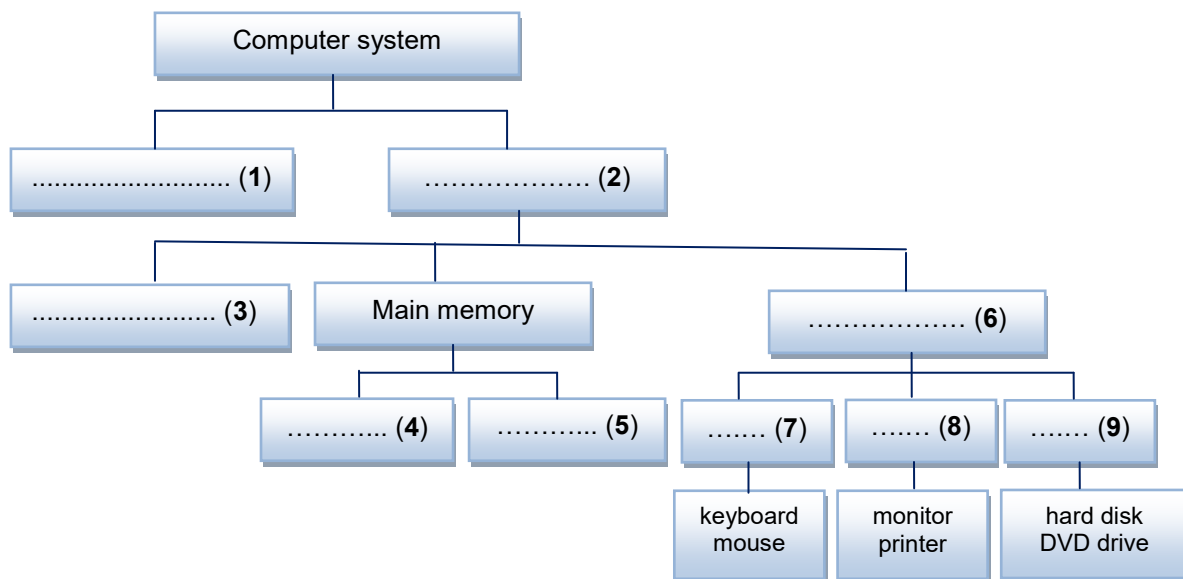 Computer system
.......................... (1)
.................... (2)
......................... (3)
Main memory
.................. (6)
............ (4)
............ (5)
....... (7)
....... (8)
....... (9)
keyboard
mouse
monitor
printer
hard disk
DVD drive